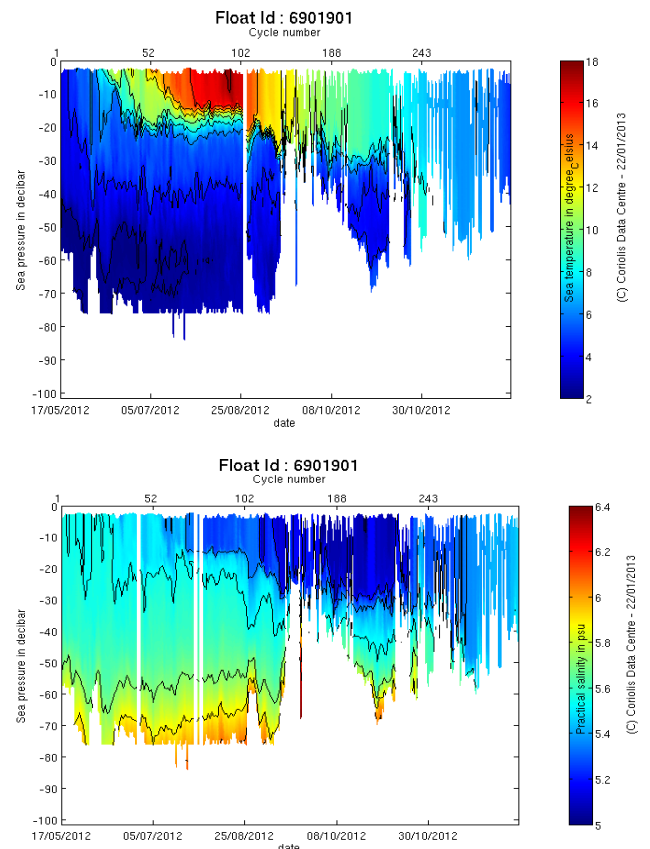 Float Id : 6901901
Cycle number
1 52 102 188 243
0
-10
-20
-30
-40
-50
-60
-70
-80
-90
-100
Sea pressure in decibar
17/05/2012 05/07/2012 25/08/2012 08/10/2012 30/10/2012
date
18
16
14
12
10
8
6
4
2
Sea temperature in degree Celsius
(C) Coriolis Data Centre - 22/01/2013
Float Id : 6901901
Cycle number
1 52 102 188 243
0
-10
-20
-30
-40
-50
-60
-70
-80
-90
-100
Sea pressure in decibar
17/05/2012 05/07/2012 25/08/2012 08/10/2012 30/10/2012
date
6.4
6.2
6
5.8
5.6
5.4
5.2
5
Practical salinity in psu
(C) Coriolis Data Centre - 22/01/2013